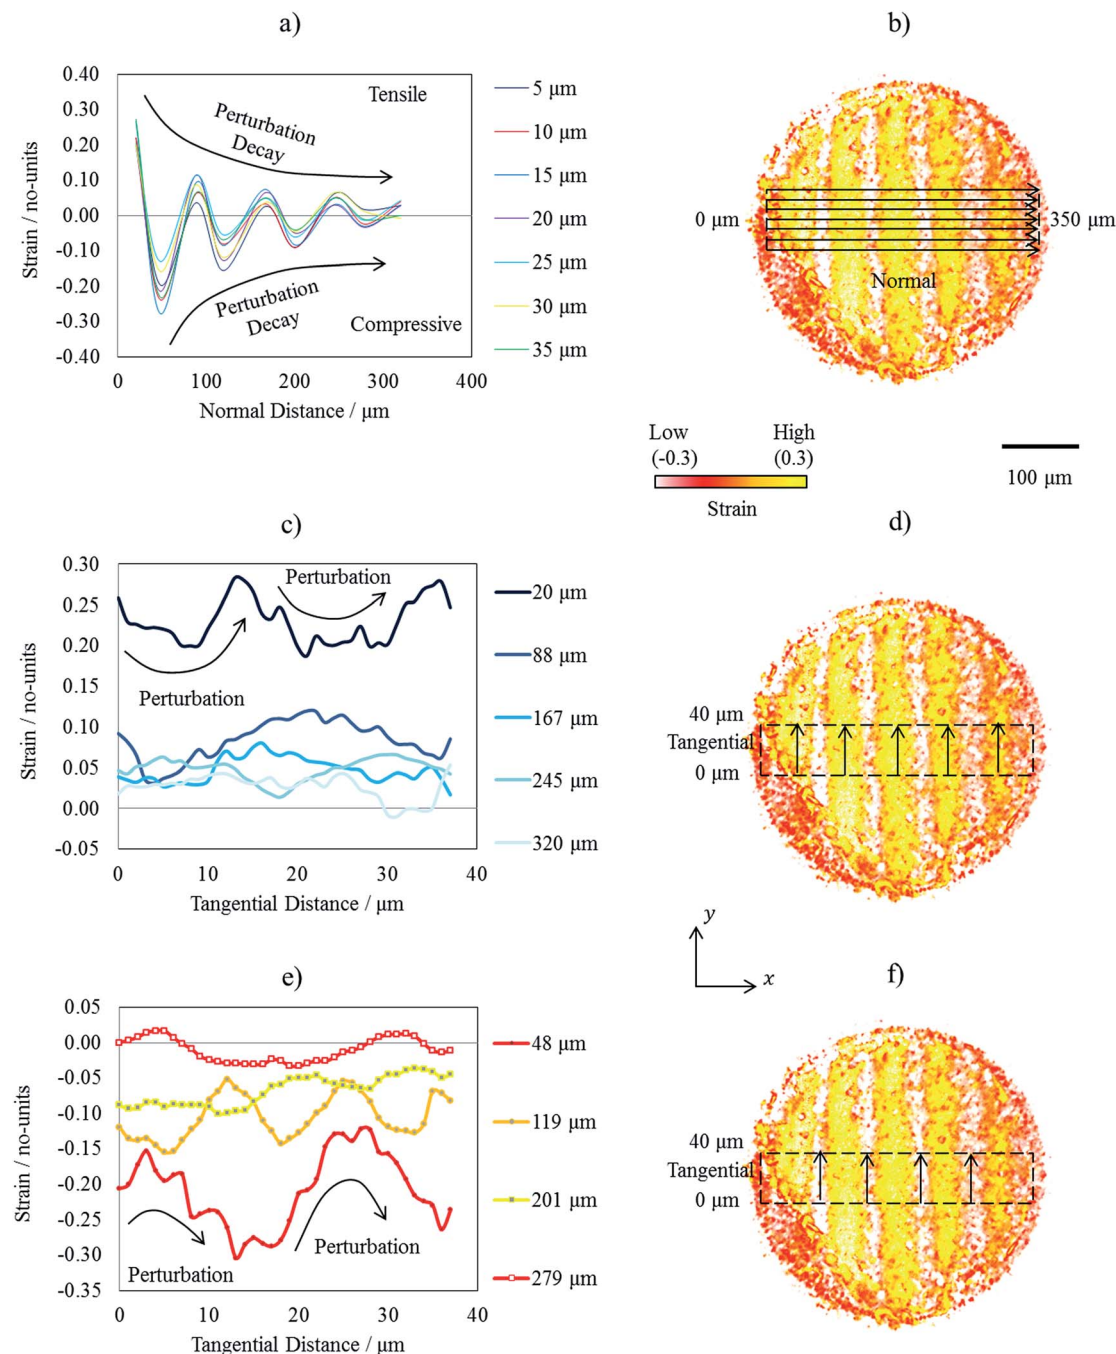 a)
0.40
0.30
0.20
0.10
0.00
-0.10
-0.20
-0.30
-0.40
Strain / no-units
Tensile
Perturbation
Decay
Perturbation
Decay
Compressive
0
100
200
300
400
Normal Distance / μm
5 μm
10 μm
15 μm
20 μm
25 μm
30 μm
35 μm
b)
0 μm
350 μm
Normal
Low
(-0.3)
High
(0.3)
Strain
100 μm
c)
0.30
0.25
0.20
0.15
0.10
0.05
0.00
-0.05
Strain / no-units
Perturbation
Perturbation
0
10
20
30
40
Tangential Distance / μm
20 μm
88 μm
167 μm
245 μm
320 μm
d)
40 μm
Tangential
0 μm
y
x
e)
0.05
0.00
-0.05
-0.10
-0.15
-0.20
-0.25
-0.30
-0.35
Strain / no-units
Perturbation
Perturbation
0
10
20
30
40
Tangential Distance / μm
48 μm
119 μm
201 μm
279 μm
f)
40 μm
Tangential
0 μm